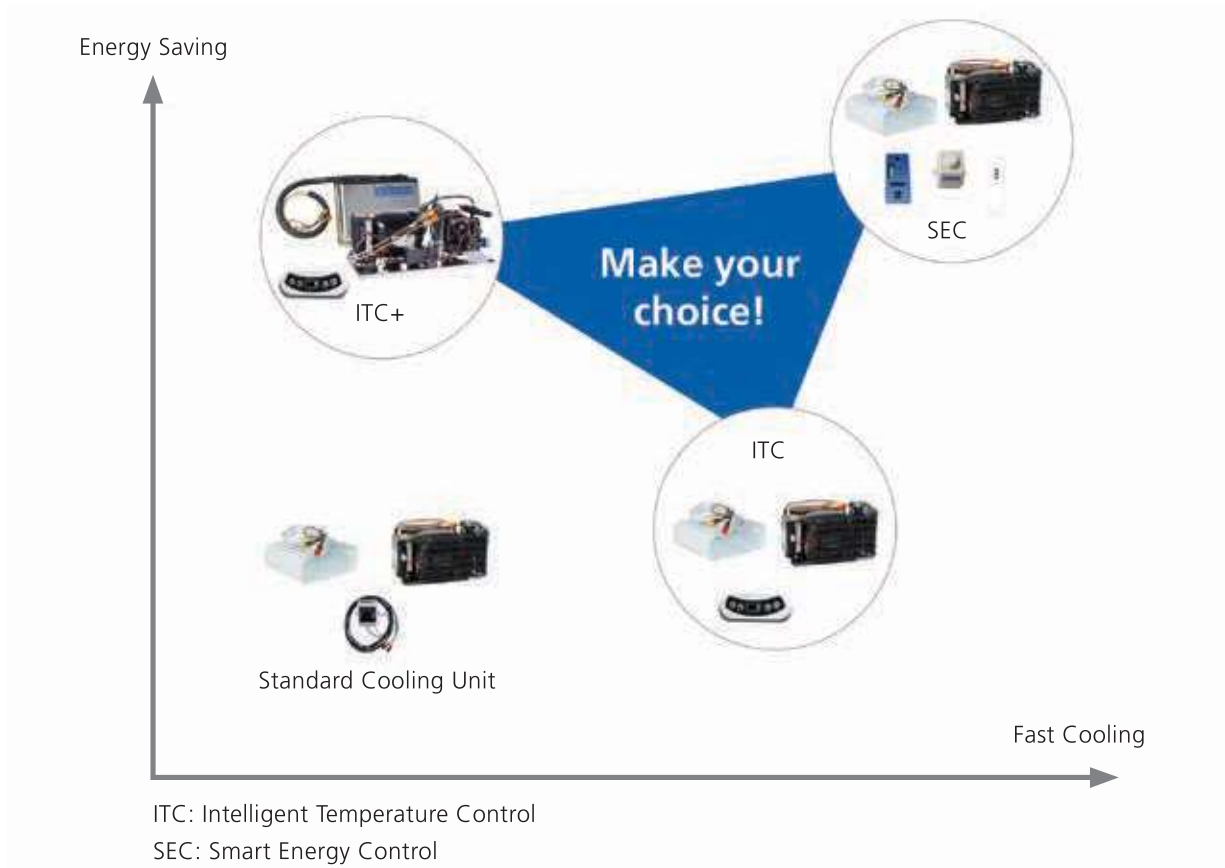 Energy Saving
SEC
ITC+
Make your
choice!
ITC
Standard Cooling Unit
Fast Cooling
ITC: Intelligent Temperature Control
SEC: Smart Energy Control